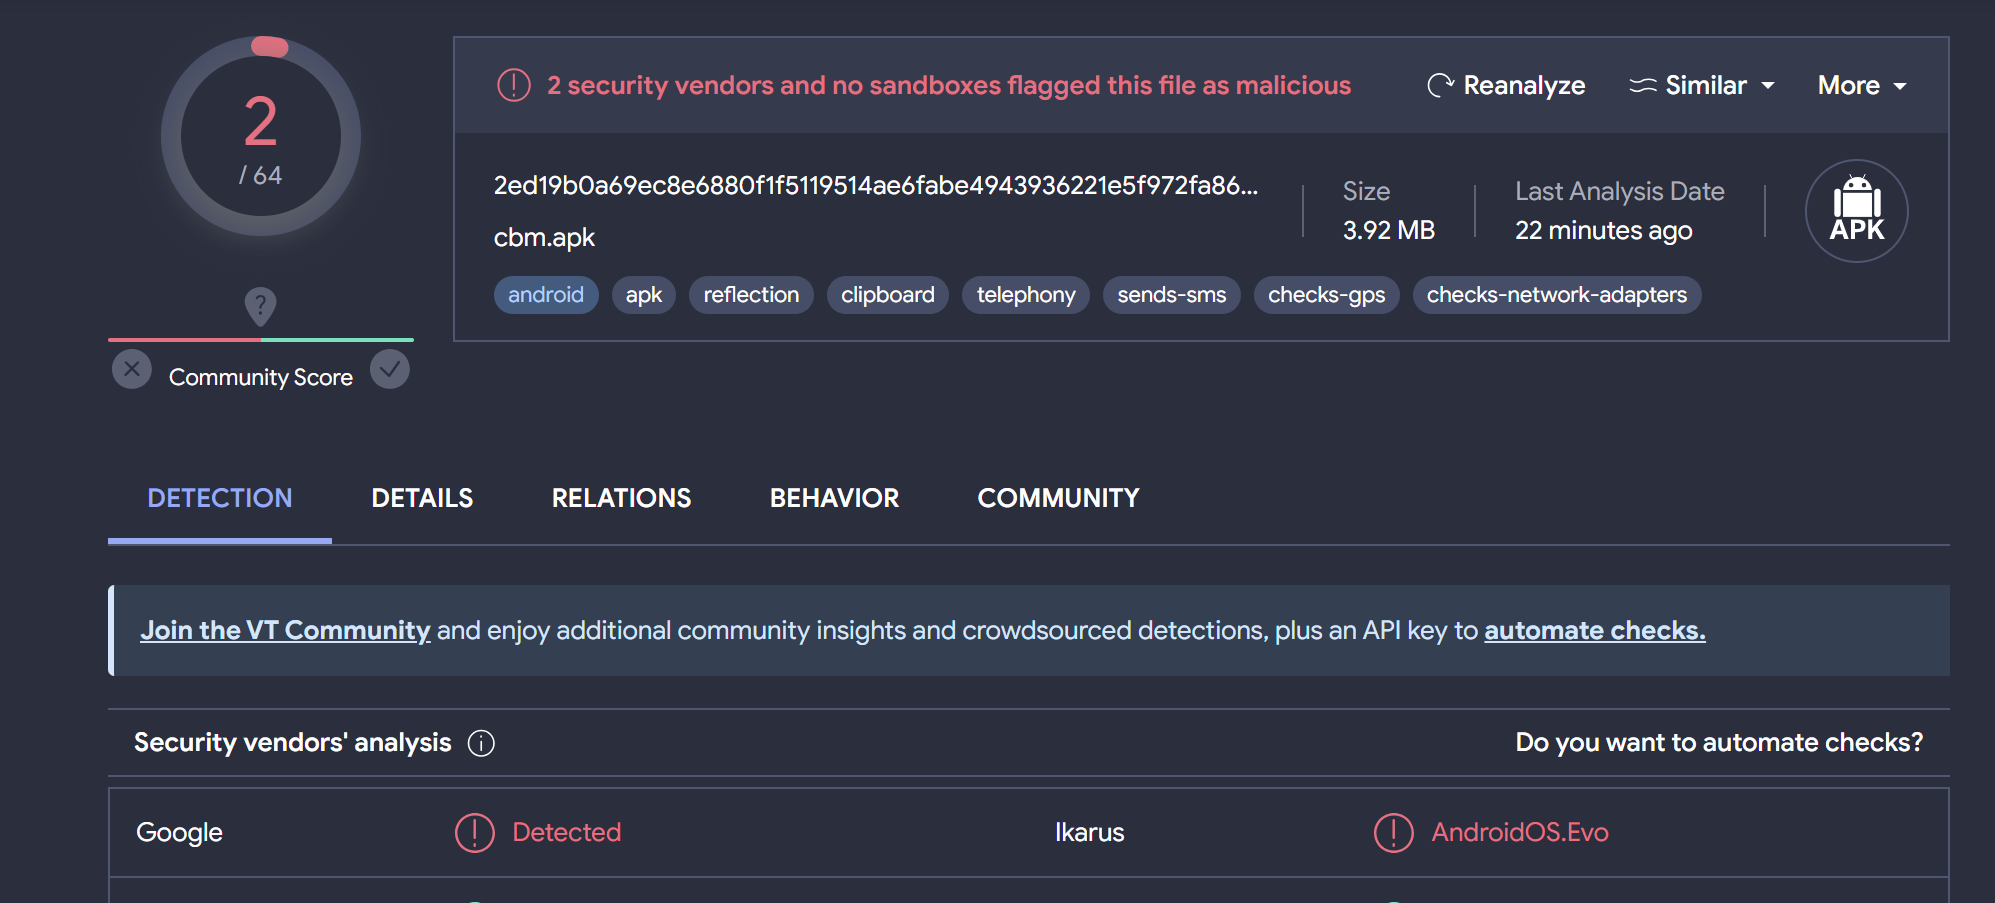 2
/ 64
Community Score
2 security vendors and no sandboxes flagged this file as malicious
Reanalyze
Similar
More
2ed19b0a69ec8e6880f1f5119514ae6fabe4943936221e5f972fa86...
cbm.apk
Size
3.92 MB
Last Analysis Date
22 minutes ago
APK
android apk reflection clipboard telephony sends-sms checks-gps checks-network-adapters
DETECTION DETAILS RELATIONS BEHAVIOR COMMUNITY
Join the VT Community and enjoy additional community insights and crowdsourced detections, plus an API key to automate checks.
Security vendors' analysis
Do you want to automate checks?
Google Detected Ikarus AndroidOS.Evo